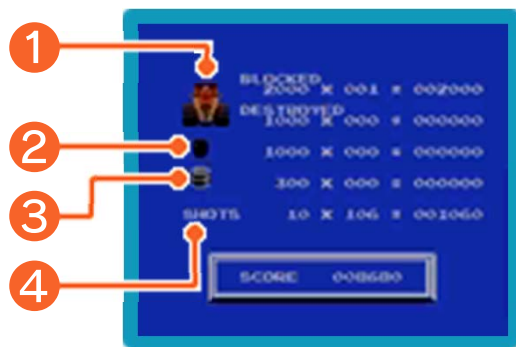 1
BLOCKED
2000 X 001 = 002000
DESTROYED
1000 X 000 = 000000
2
1000 X 000 = 000000
3
300 X 000 = 000000
SHOTS 10 X 106 = 001060
4
SCORE 008680